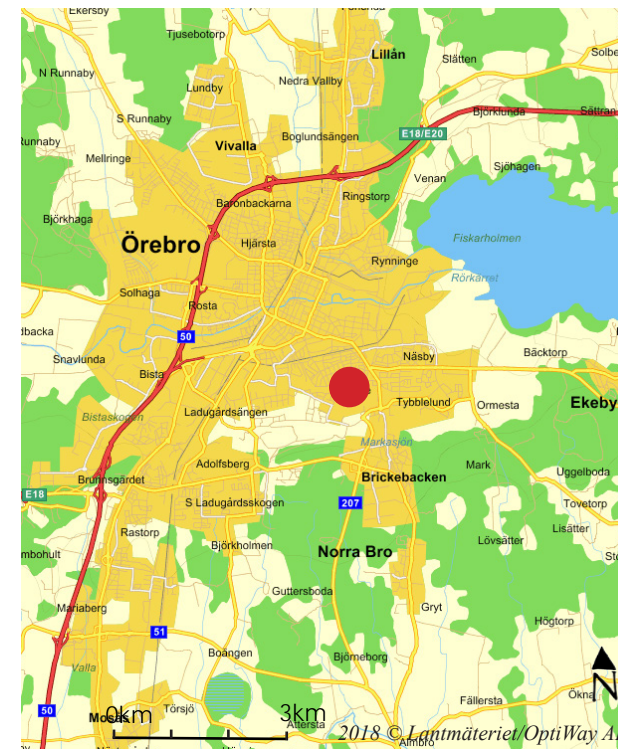 Ekersby
Tjusebotorp
Lillån
Slätten
N Runnaby
Nedra Vallby
Lundby
Björklunda
Sättran
S Runnaby
E18/E20
Boglundsängen
Vivalla
Mellringe
Sjöhagen
Venan
Ringstorp
Baronbackarna
Björkhaga
Fiskarholmen
Örebro
Hjärsta
Rynninge
Rörkärret
Solhaga
Rosta
50
Snavlunda
Näsby
Bäcktorp
Bista
Tybblelund
Ekeby
Ormesta
Ladugårdsängen
Bistaskogen
Markasjön
Adolfsberg
Mark
Uggelboda
Brunnsgärdet
Brickebacken
E18
S Ladugårdsskogen
207
Tovetorp
Lisätter
Rastorp
Lövsätter
Björkholmen
Norra Bro
Guttersboda
Mariaberg
Gryt
Högtorp
51
Boängen
Björneborg
Valla
N
Fällersta
Ökna
50
Törsjö
Mosås
0km
3km
Attersta
2018 © Lantmäteriet/OptiWay A
Almbro